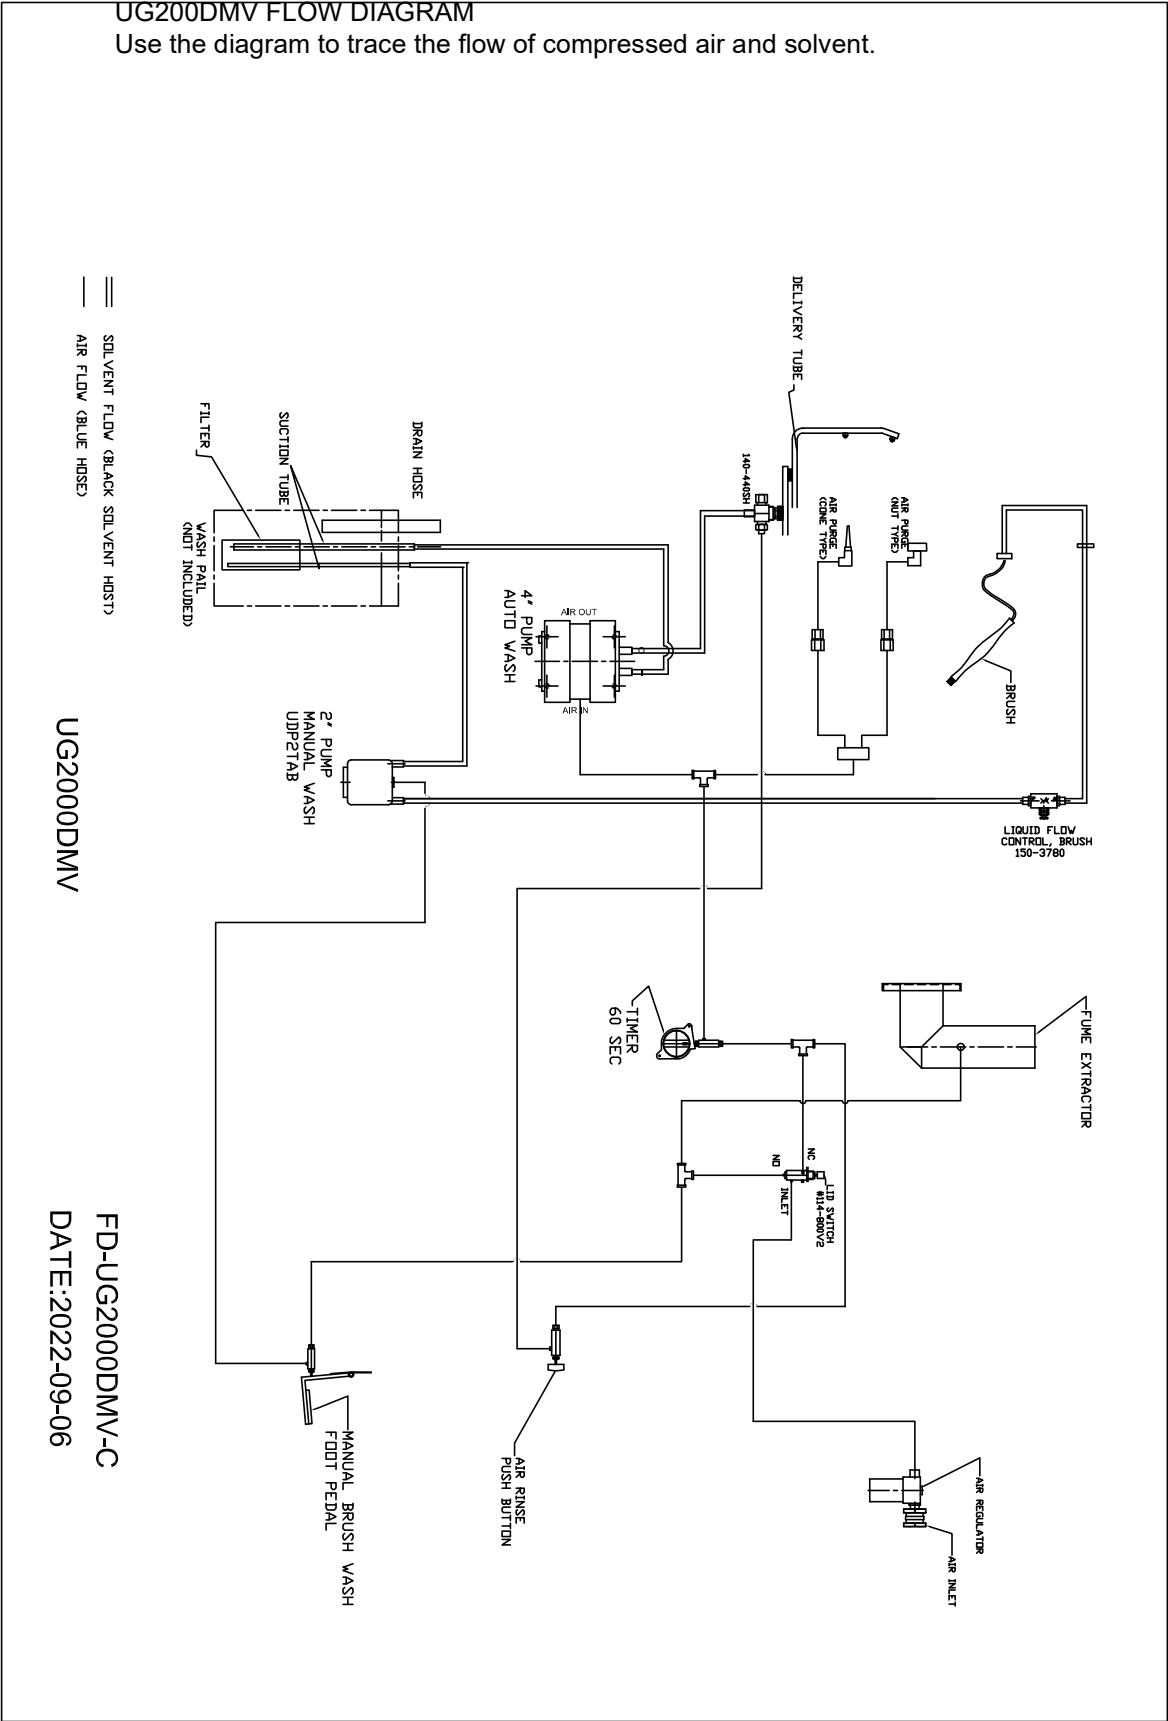 UG200DMV FLOW DIAGRAM
Use the diagram to trace the flow of compressed air and solvent.
FUME EXTRACTOR
AIR REGULATOR
AIR INLET
LIQUID FLOW
CONTROL, BRUSH
150-3780
BRUSH
AIR PURGE
(NUT TYPE)
AIR PURGE
(CONE TYPE)
DELIVERY TUBE
140-440SH
LID SWITCH
#114-800V2
NC
NO
INLET
TIMER
60 SEC
AIR OUT
AIR IN
4" PUMP
AUTO WASH
AIR RINSE
PUSH BUTTON
DRAIN HOSE
SUCTION TUBE
FILTER
WASH PAIL
(NOT INCLUDED)
2" PUMP
MANUAL WASH
UDP2TAB
MANUAL BRUSH WASH
FOOT PEDAL
SOLVENT FLOW (BLACK SOLVENT HOST)
AIR FLOW (BLUE HOSE)
UG2000DMV
FD-UG2000DMV-C
DATE:2022-09-06